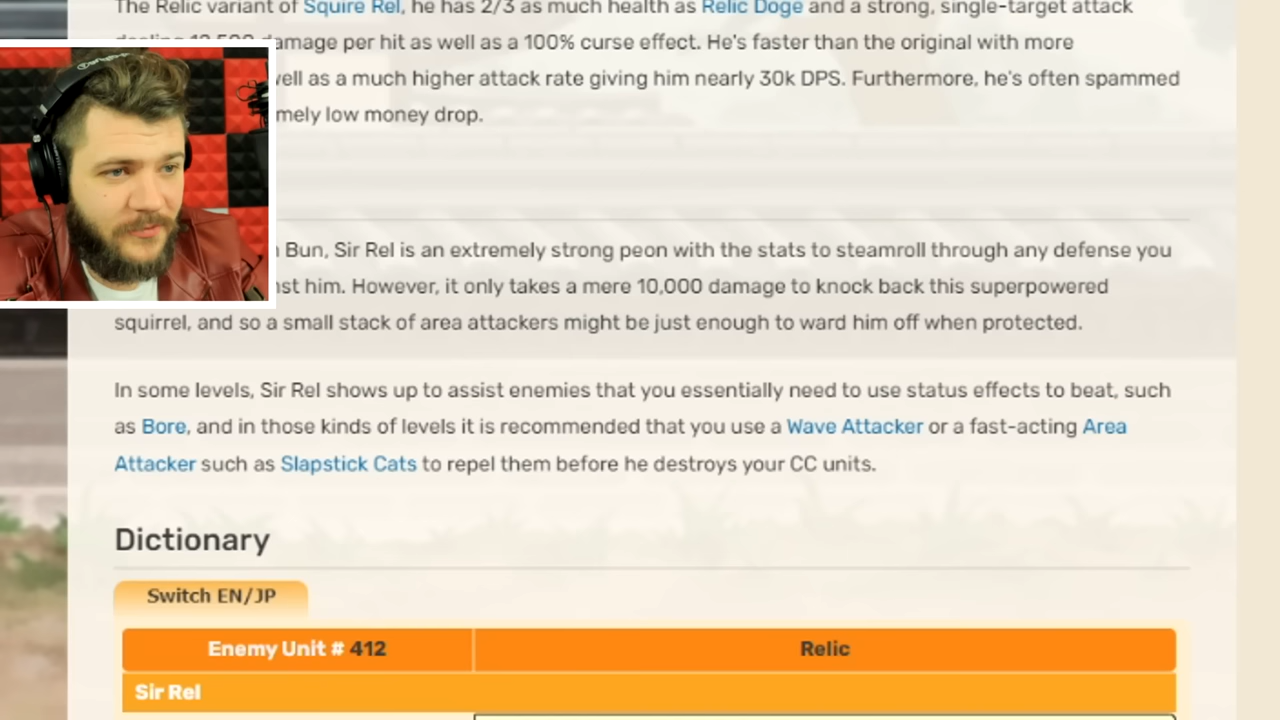 The Relic variant of Squire Rel, he has 2/3 as much health as Relic Doge and a strong, single-target attack
damage per hit as well as a 100% curse effect. He's faster than the original with more
well as a much higher attack rate giving him nearly 30k DPS. Furthermore, he's often spammed
low money drop.
Bun, Sir Rel is an extremely strong peon with the stats to steamroll through any defense you
him. However, it only takes a mere 10,000 damage to knock back this superpowered
squirrel, and so a small stack of area attackers might be just enough to ward him off when protected.
In some levels, Sir Rel shows up to assist enemies that you essentially need to use status effects to beat, such
as Bore, and in those kinds of levels it is recommended that you use a Wave Attacker or a fast-acting Area
Attacker such as Slapstick Cats to repel them before he destroys your CC units.
Dictionary
Switch EN/JP
Enemy Unit # 412 Relic
Sir Rel